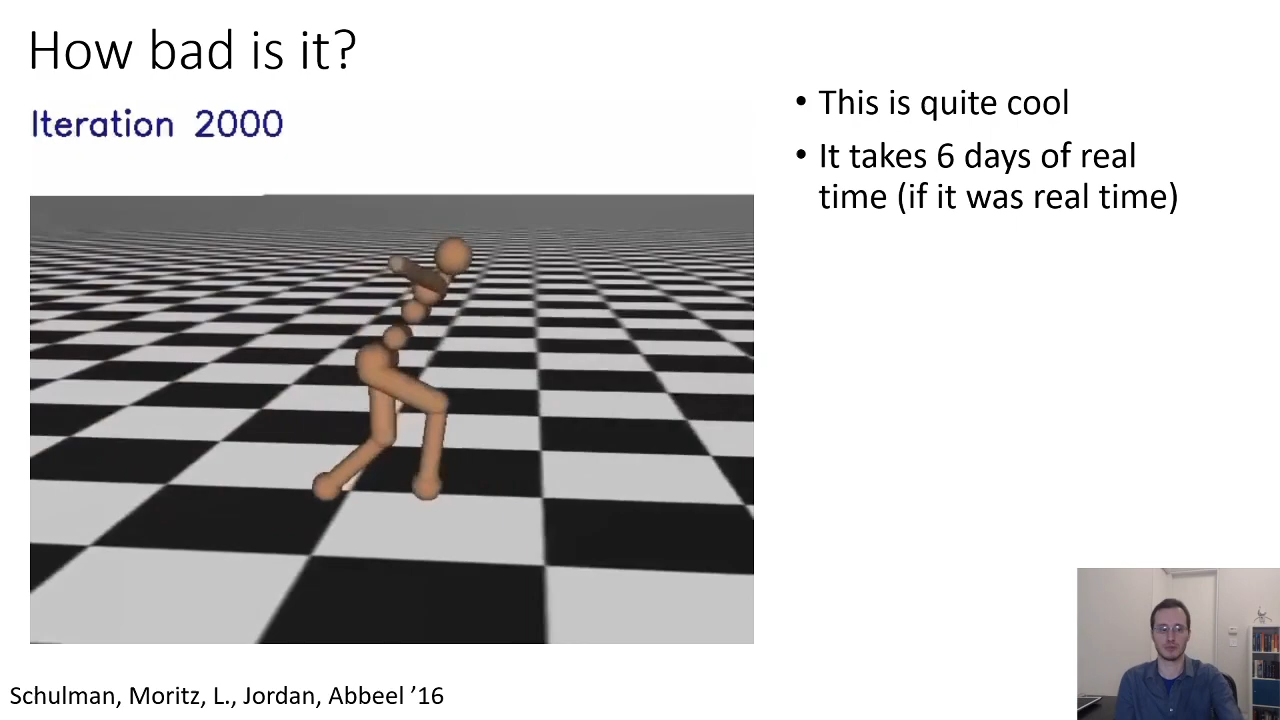 How bad is it?
Iteration 2000
• This is quite cool
• It takes 6 days of real
time (if it was real time)
Schulman, Moritz, L., Jordan, Abbeel ’16